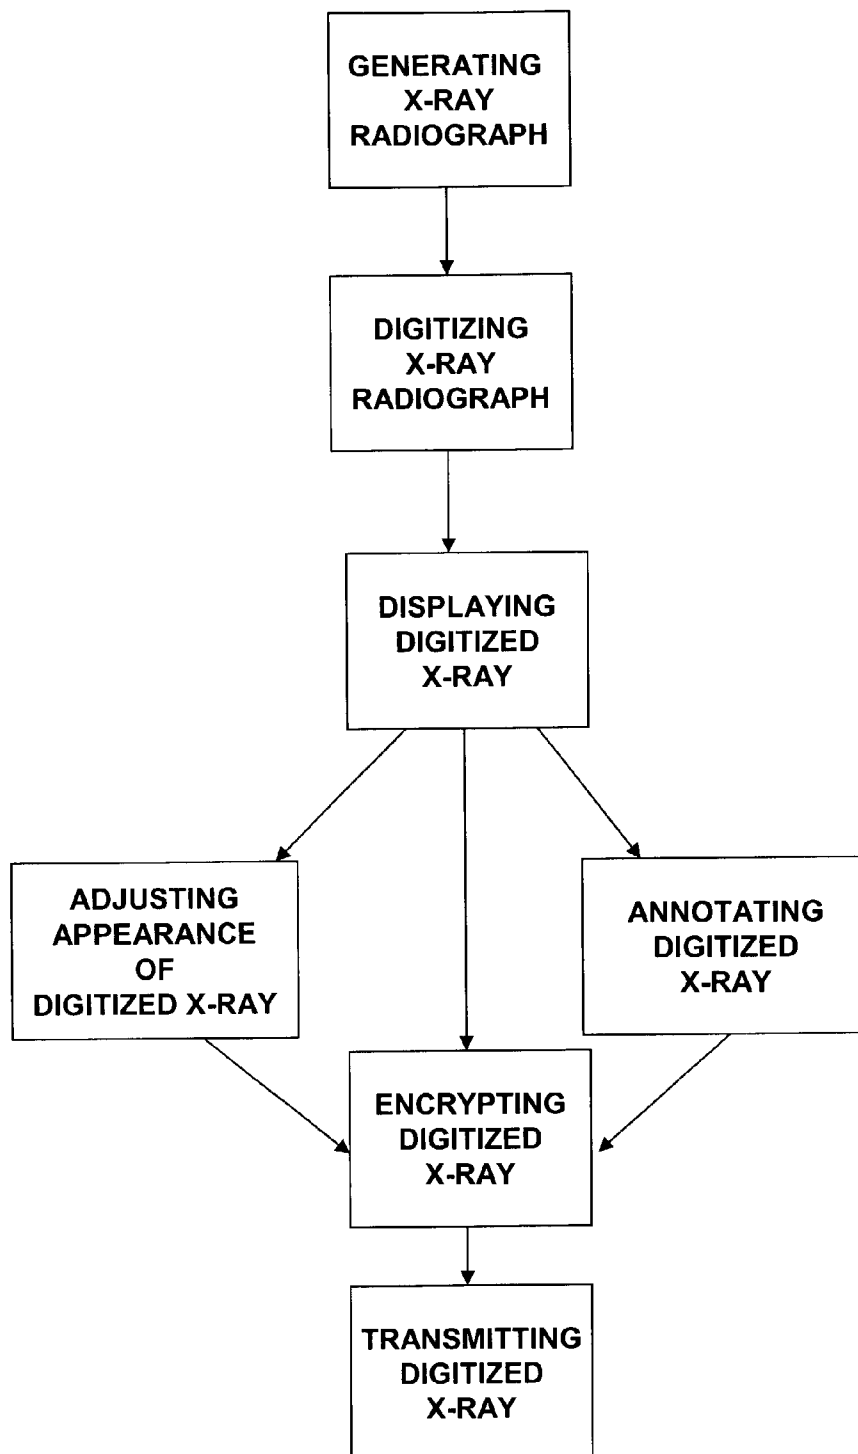 GENERATING
X-RAY
RADIOGRAPH
DIGITIZING
X-RAY
RADIOGRAPH
DISPLAYING
DIGITIZED
X-RAY
ADJUSTING
APPEARANCE
OF
DIGITIZED X-RAY
ANNOTATING
DIGITIZED
X-RAY
ENCRYPTING
DIGITIZED
X-RAY
TRANSMITTING
DIGITIZED
X-RAY